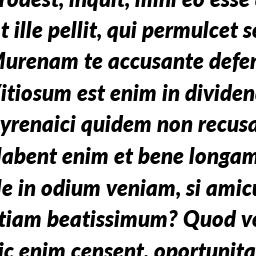 rodest, inquit, mihi eo esse
t ille pellit, qui permulcet se
Murenam te accusante defer
itiosum est enim in dividen
yrenaici quidem non recusa
labent enim et bene longam
le in odium veniam, si amicu
tiam beatissimum? Quod ve
ic enim censent, oportunita